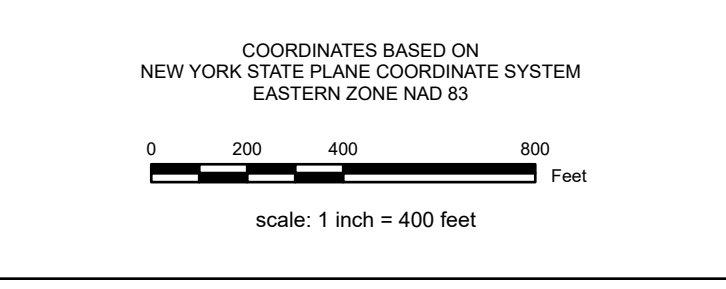 COORDINATES BASED ON
NEW YORK STATE PLANE COORDINATE SYSTEM
EASTERN ZONE NAD 83
0 200 400 800
Feet
scale: 1 inch = 400 feet